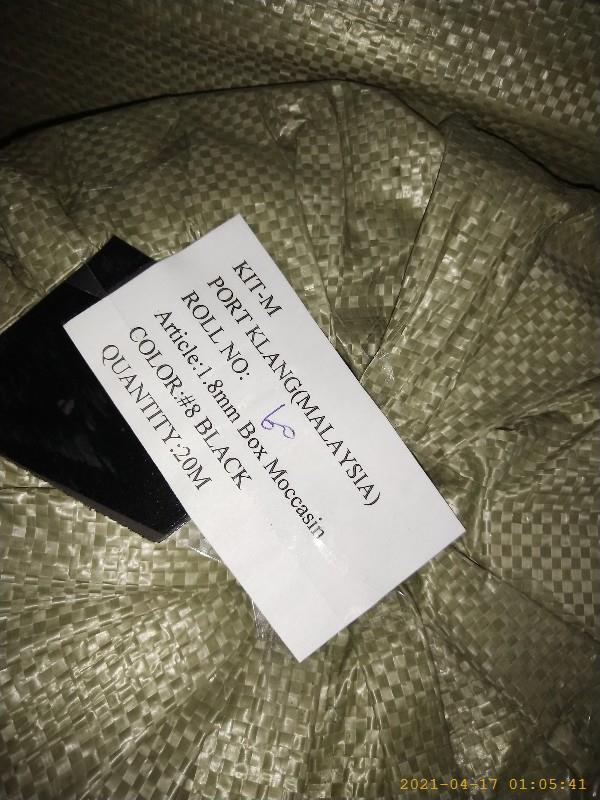 KIT-M
PORT KLANG(MALAYSIA)
ROLL NO: 60
Article:1.8mm Box Moccasin
COLOR:#8 BLACK
QUANTITY:20M
2021-04-17 01:05:41